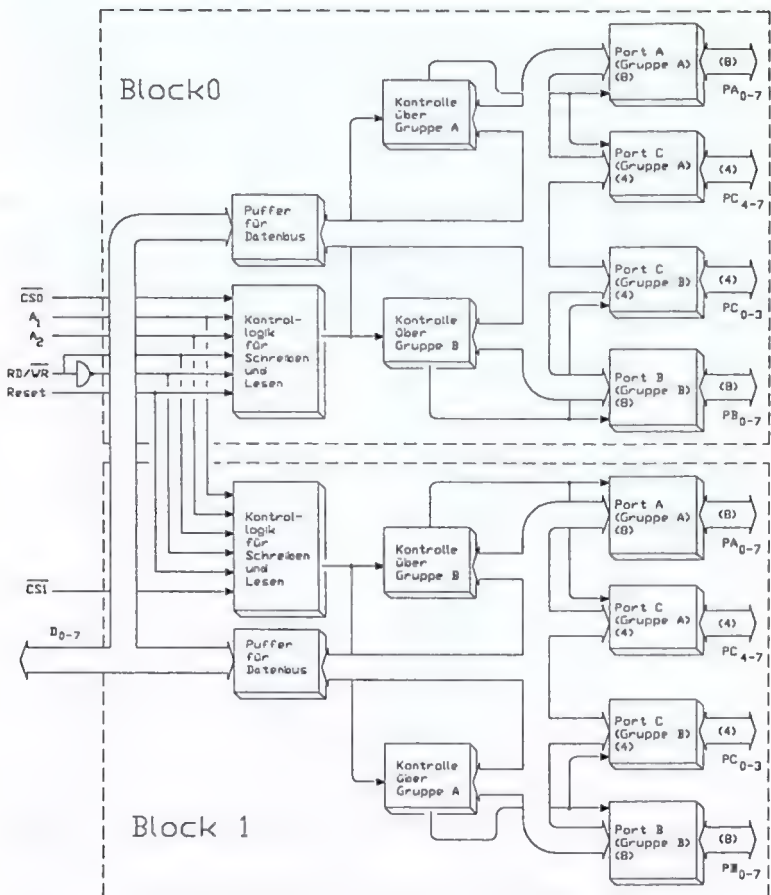 Block0
Kontrolle
über
Gruppe A
Port A
(Gruppe A)
(8)
(8)
PA0-7
Port C
(Gruppe A)
(4)
(4)
PC4-7
Puffer
für
Datenbus
Port C
(Gruppe B)
(4)
(4)
PC0-3
CS0
A1
A2
RD/WR
Reset
Kontrol-
logik
für
Schreiben
und
Lesen
Kontrolle
über
Gruppe B
Port B
(Gruppe B)
(8)
(8)
PB0-7
Kontrol-
logik
für
Schreiben
und
Lesen
Kontrolle
über
Gruppe B
Port A
(Gruppe A)
(8)
(8)
PA0-7
CS1
D0-7
Port C
(Gruppe A)
(4)
(4)
PC4-7
Puffer
für
Datenbus
Port C
(Gruppe B)
(4)
(4)
PC0-3
Kontrolle
über
Gruppe A
Block 1
Port B
(Gruppe B)
(8)
(8)
PB0-7